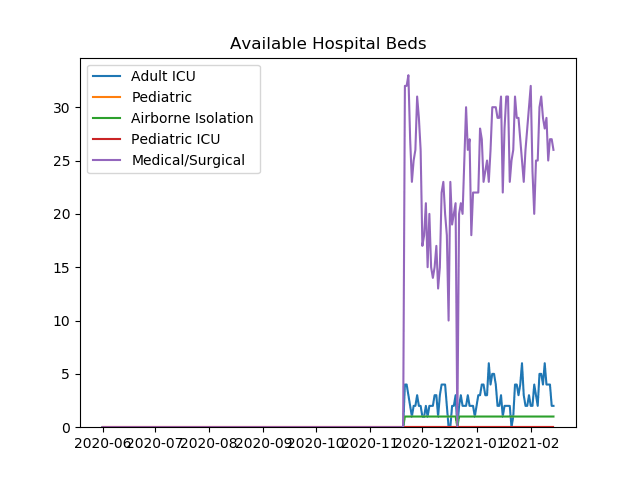 Available Hospital Beds
Adult ICU
Pediatric
Airborne Isolation
Pediatric ICU
Medical/Surgical
30
25
20
15
10
5
0
2020-06 2020-07 2020-08 2020-09 2020-10 2020-11 2020-12 2021-01 2021-02